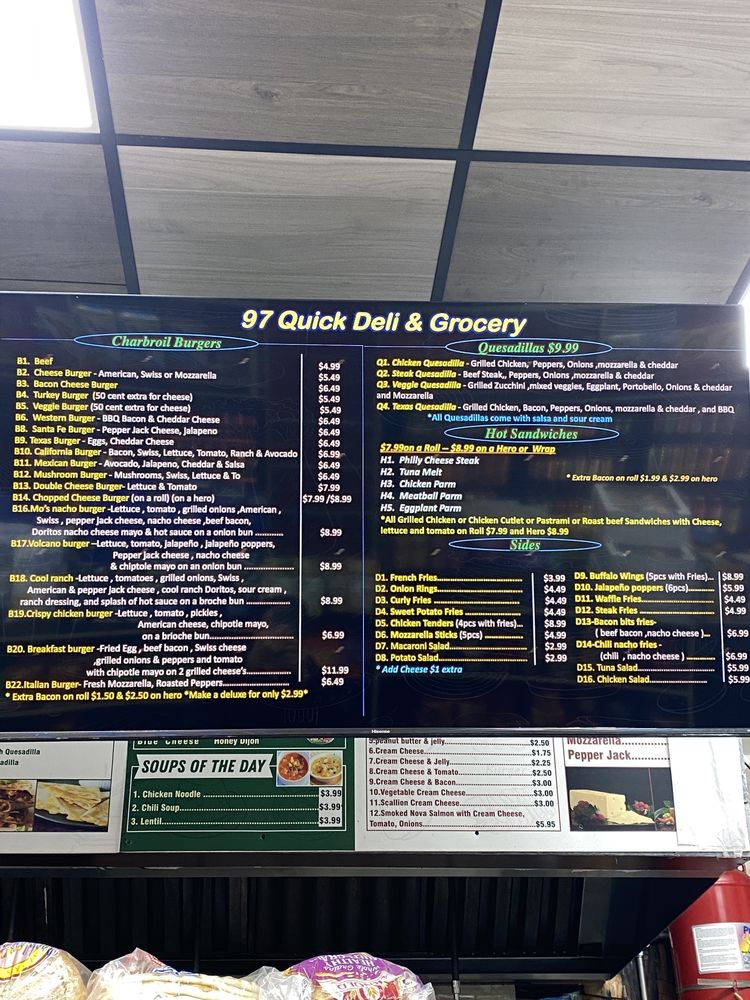 97 Quick Deli & Grocery
Charbroil Burgers
B1. Beef $4.99
B2. Cheese Burger - American, Swiss or Mozzarella $5.49
B3. Bacon Cheese Burger $6.49
B4. Turkey Burger (50 cent extra for cheese) $5.49
B5. Veggie Burger (50 cent extra for cheese) $5.49
B6. Western Burger - BBQ Bacon & Cheddar Cheese $6.49
B8. Santa Fe Burger - Pepper Jack Cheese, Jalapeno $6.49
B9. Texas Burger - Eggs, Cheddar Cheese $6.49
B10. California Burger - Bacon, Swiss, Lettuce, Tomato, Ranch & Avocado $6.99
B11. Mexican Burger - Avocado, Jalapeno, Cheddar & Salsa $6.49
B12. Mushroom Burger - Mushrooms, Swiss, Lettuce & To $6.49
B13. Double Cheese Burger- Lettuce & Tomato $7.99
B14. Chopped Cheese Burger (on a roll) (on a hero) $7.99 /$8.99
B16.Mo's nacho burger -Lettuce , tomato , grilled onions ,American ,
Swiss , pepper jack cheese, nacho cheese ,beef bacon,
Doritos nacho cheese mayo & hot sauce on a onion bun ............ $8.99
B17.Volcano burger –Lettuce, tomato, jalapeño , jalapeño poppers,
Pepper jack cheese , nacho cheese
& chiptole mayo on an onion bun ............. $8.99
B18. Cool ranch -Lettuce , tomatoes , grilled onions, Swiss ,
American & pepper jack cheese , cool ranch Doritos, sour cream ,
ranch dressing, and splash of hot sauce on a broche bun ............... $8.99
B19.Crispy chicken burger -Lettuce , tomato , pickles ,
American cheese, chipotle mayo,
on a brioche bun.................... $6.99
B20. Breakfast burger -Fried Egg , beef bacon , Swiss cheese
,grilled onions & peppers and tomato
with chipotle mayo on 2 grilled cheese's............... $11.99
B22.Italian Burger- Fresh Mozzarella, Roasted Peppers...................... $6.49
* Extra Bacon on roll $1.50 & $2.50 on hero *Make a deluxe for only $2.99*
Quesadillas $9.99
Q1. Chicken Quesadilla - Grilled Chicken, Peppers, Onions ,mozzarella & cheddar
Q2. Steak Quesadilla - Beef Steak,, Peppers, Onions ,mozzarella & cheddar
Q3. Veggie Quesadilla - Grilled Zucchini ,mixed veggies, Eggplant, Portobello, Onions & cheddar
and Mozzarella
Q4. Texas Quesadilla - Grilled Chicken, Bacon, Peppers, Onions, mozzarella & cheddar , and BBQ
*All Quesadillas come with salsa and sour cream
Hot Sandwiches
$7.99on a Roll -- $8.99 on a Hero or Wrap
H1. Philly Cheese Steak
H2. Tuna Melt
* Extra Bacon on roll $1.99 & $2.99 on hero
H3. Chicken Parm
H4. Meatball Parm
H5. Eggplant Parm
*All Grilled Chicken or Chicken Cutlet or Pastrami or Roast beef Sandwiches with Cheese,
lettuce and tomato on Roll $7.99 and Hero $8.99
Sides
D1. French Fries.............................. $3.99
D2. Onion Rings.............................. $4.49
D3. Curly Fries................................ $4.49
D4. Sweet Potato Fries................... $4.49
D5. Chicken Tenders (4pcs with fries)... $8.99
D6. Mozzarella Sticks (5pcs) ............. $4.99
D7. Macaroni Salad.......................... $2.99
D8. Potato Salad............................... $2.99
* Add Cheese $1 extra
D9. Buffalo Wings (5pcs with Fries)... $8.99
D10. Jalapeño poppers (6pcs)............ $5.99
D11. Waffle Fries............................ $4.49
D12. Steak Fries ............................ $4.99
D13-Bacon bits fries-
( beef bacon ,nacho cheese )... $6.99
D14-Chili nacho fries -
(chili , nacho cheese ) ............ $6.99
D15. Tuna Salad............................ $5.99
D16. Chicken Salad........................ $5.99
Hisense
h Quesadilla
adilla
Blue Cheese Honey Dijon
SOUPS OF THE DAY
1. Chicken Noodle ............................ $3.99
2. Chili Soup..................................... $3.99
3. Lentil............................................ $3.99
5.peanut butter & jelly........................ $2.50
6.Cream Cheese................................. $1.75
7.Cream Cheese & Jelly...................... $2.25
8.Cream Cheese & Tomato................. $2.50
9.Cream Cheese & Bacon................... $3.00
10.Vegetable Cream Cheese............... $3.00
11.Scallion Cream Cheese................... $3.00
12.Smoked Nova Salmon with Cream Cheese,
Tomato, Onions................................. $5.95
Mozzarella............
Pepper Jack...........